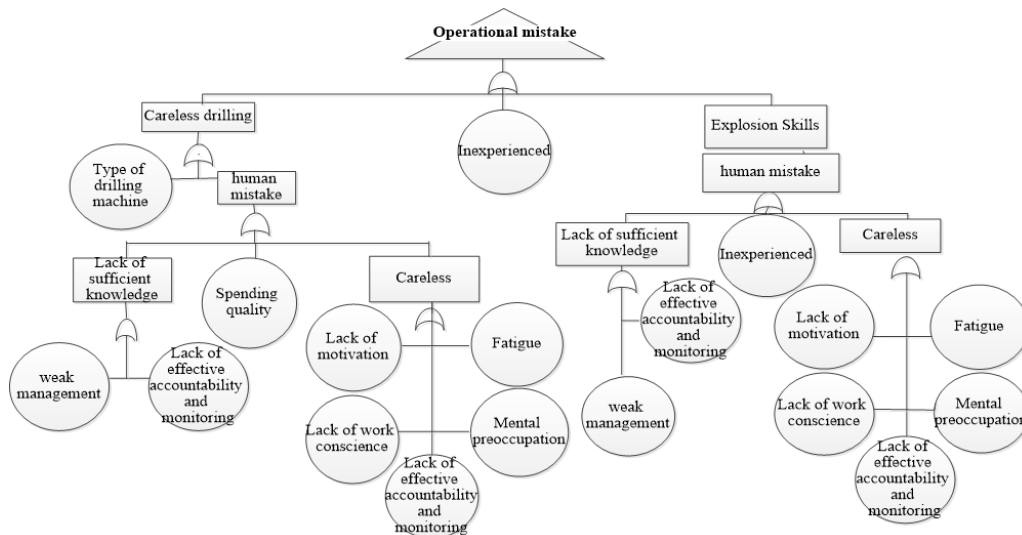 Operational mistake
Careless drilling
Inexperienced
Explosion Skills
Type of
drilling
machine
human
mistake
human mistake
Lack of
sufficient
knowledge
Spending
quality
Careless
Lack of sufficient
knowledge
Inexperienced
Careless
weak
management
Lack of
effective
accountability
and
monitoring
Lack of
motivation
Fatigue
Lack of work
conscience
Mental
preoccupation
Lack of
effective
accountability
and
monitoring
Lack of
effective
accountability
and
monitoring
weak
management
Lack of
motivation
Fatigue
Lack of work
conscience
Mental
preoccupation
Lack of
effective
accountability
and
monitoring